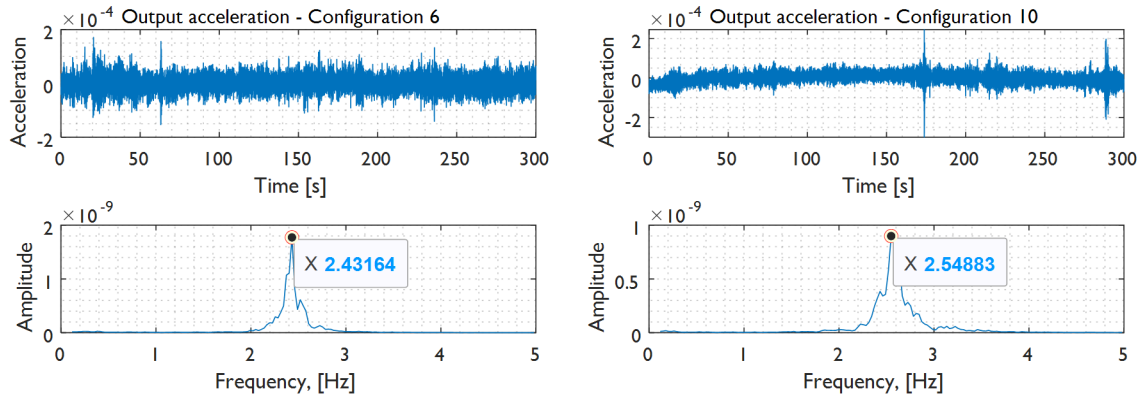 ×10-4 Output acceleration - Configuration 6
2
0
-2
Acceleration
0 50 100 150 200 250 300
Time [s]
×10-9
2
1
0
Amplitude
X 2.43164
0 1 2 3 4 5
Frequency, [Hz]
×10-4 Output acceleration - Configuration 10
2
0
-2
Acceleration
0 50 100 150 200 250 300
Time [s]
×10-9
1
0.5
0
Amplitude
X 2.54883
0 1 2 3 4 5
Frequency, [Hz]